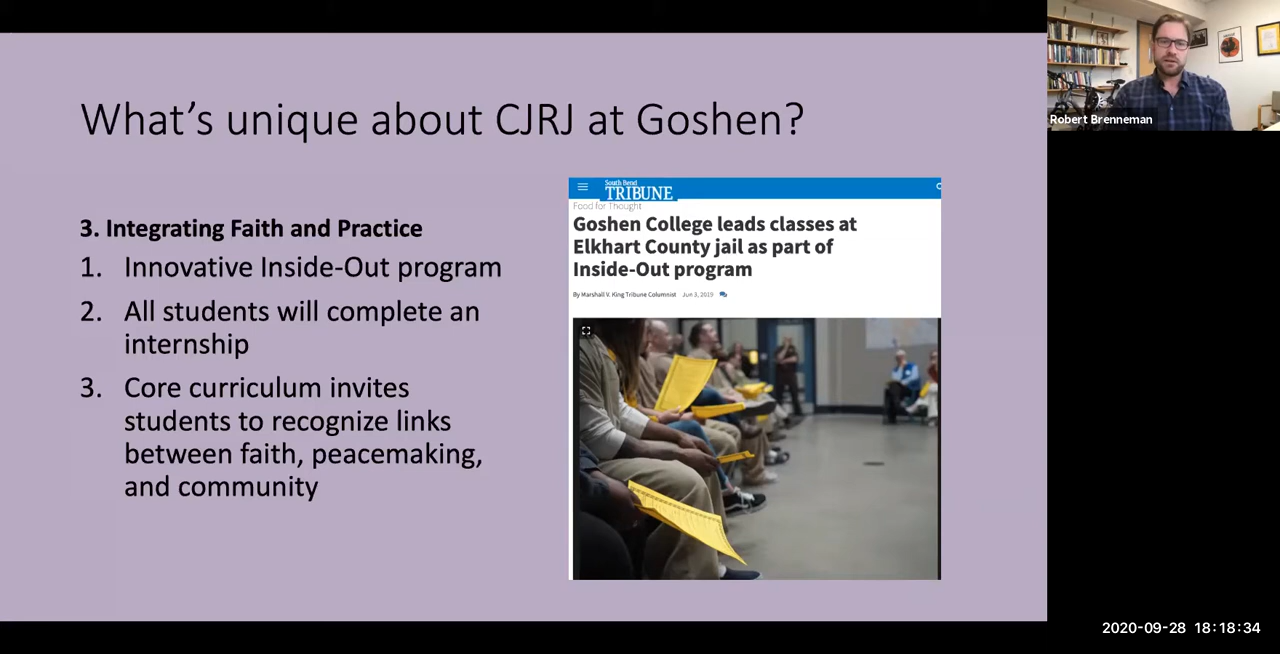 What's unique about CJRJ at Goshen?
3. Integrating Faith and Practice
1. Innovative Inside-Out program
2. All students will complete an
internship
3. Core curriculum invites
students to recognize links
between faith, peacemaking,
and community
South Bend
TRIBUNE
Food for Thought
Goshen College leads classes at
Elkhart County jail as part of
Inside-Out program
By Marshall V. King Tribune Columnist Jun 3, 2019
Robert Brenneman
2020-09-28 18:18:34